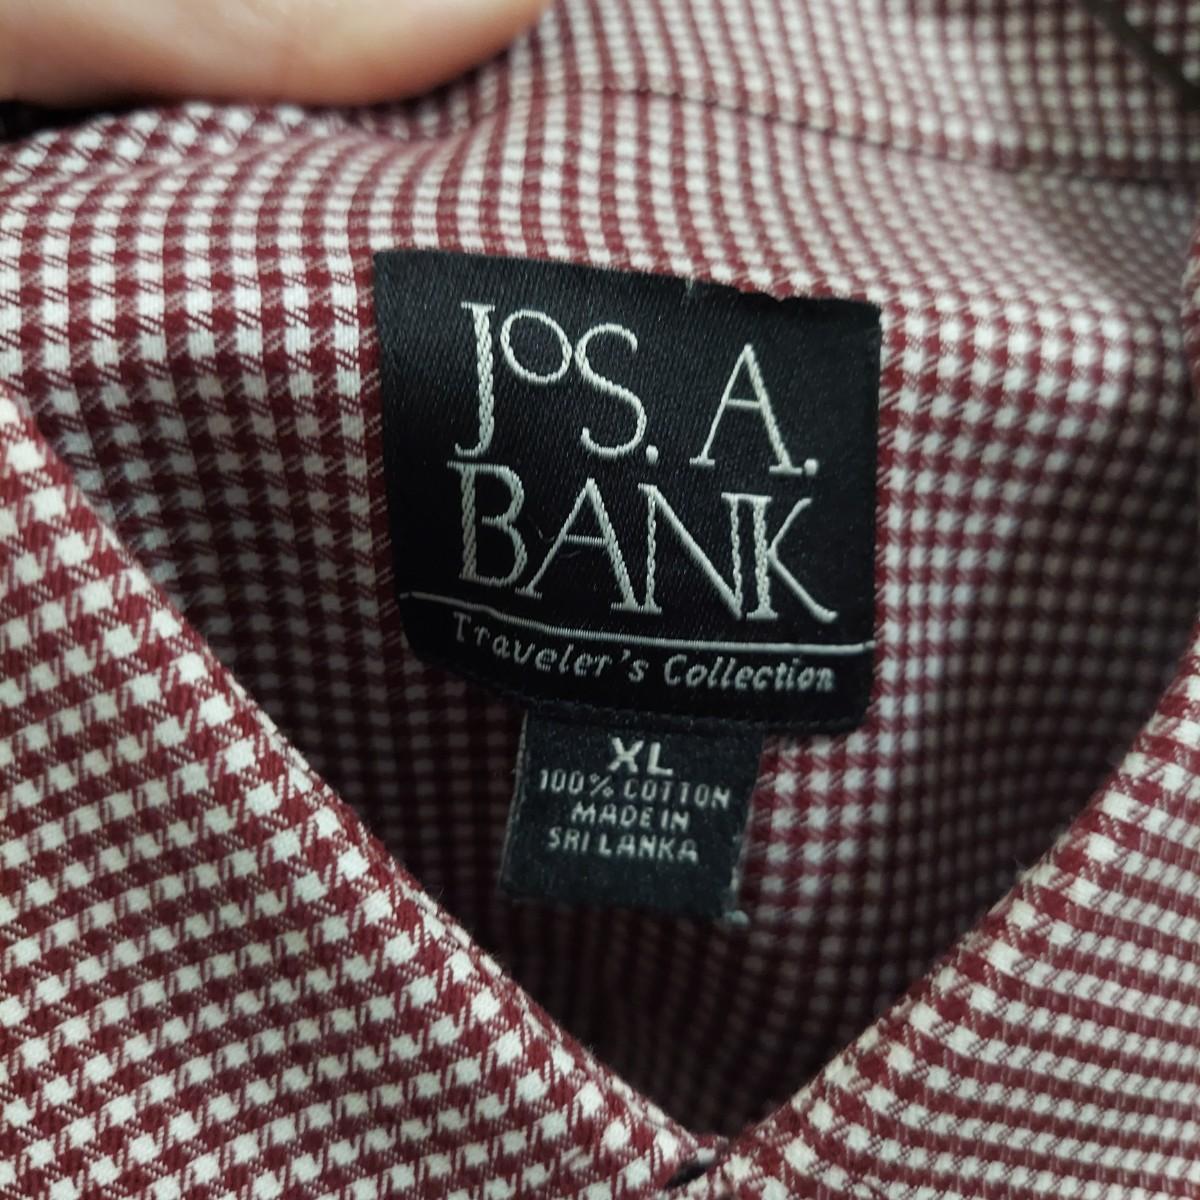 JOS. A.
BANK
Traveler's Collection
XL
100% COTTON
MADE IN
SRI LANKA